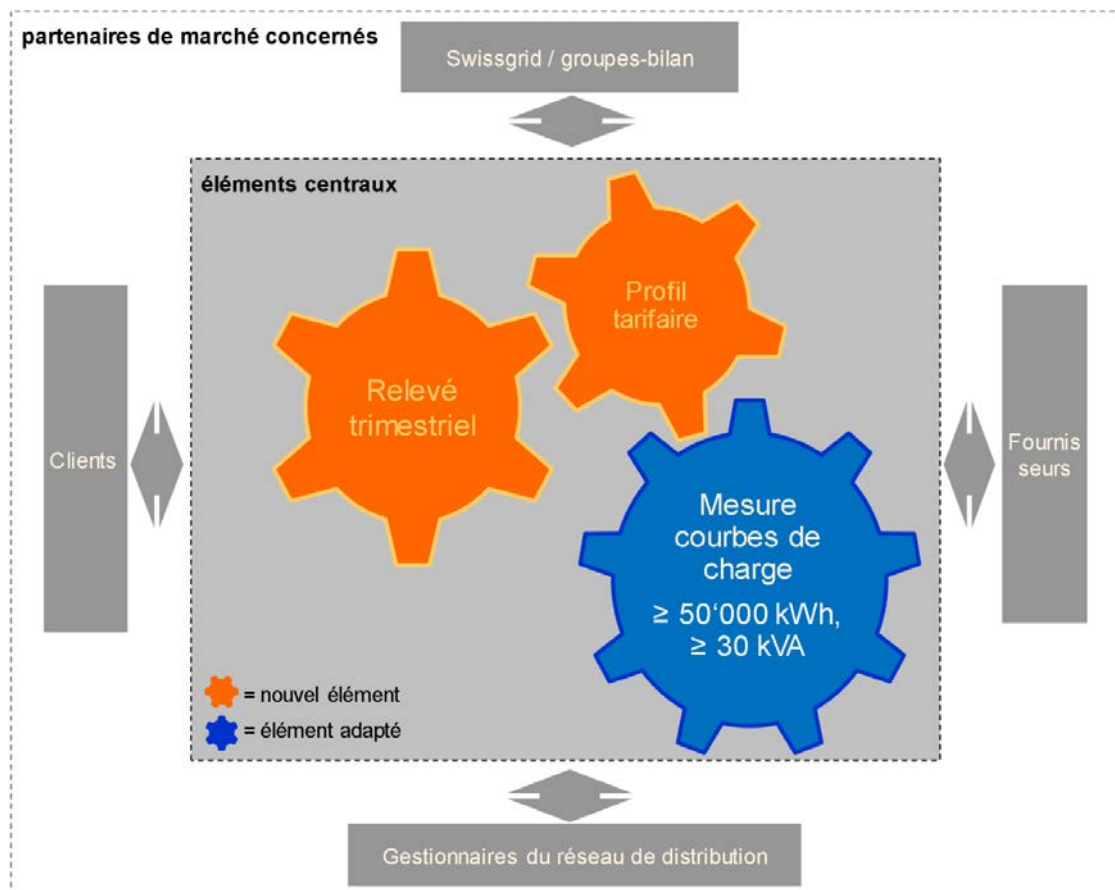 partenaires de marché concernés
Swissgrid / groupes-bilan
éléments centraux
Profil
tarifaire
Relevé
trimestriel
Clients
Fournis
seurs
Mesure
courbes de
charge
≥ 50‘000 kWh,
≥ 30 kVA
= nouvel élément
= élément adapté
Gestionnaires du réseau de distribution